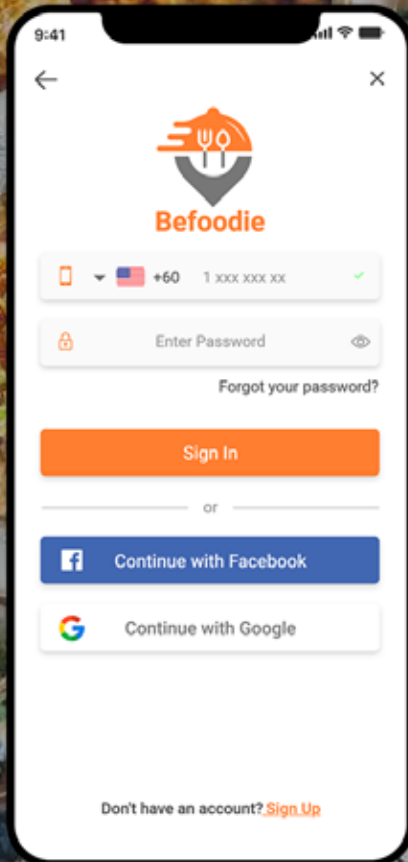 9:41
Befoodie
+60 1 xxx xxx xx
Enter Password
Forgot your password?
Sign In
or
Continue with Facebook
Continue with Google
Don't have an account? Sign Up